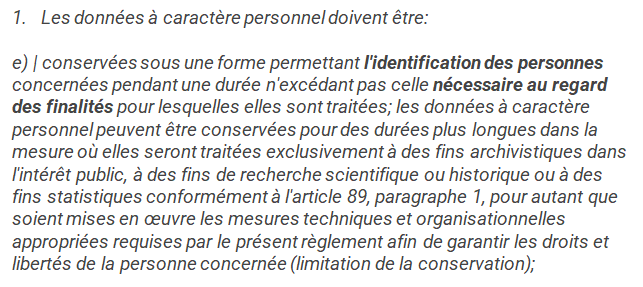 1. Les données à caractère personnel doivent être:
e) | conservées sous une forme permettant l'identification des personnes
concernées pendant une durée n'excédant pas celle nécessaire au regard
des finalités pour lesquelles elles sont traitées; les données à caractère
personnel peuvent être conservées pour des durées plus longues dans la
mesure où elles seront traitées exclusivement à des fins archivistiques dans
l'intérêt public, à des fins de recherche scientifique ou historique ou à des
fins statistiques conformément à l'article 89, paragraphe 1, pour autant que
soient mises en œuvre les mesures techniques et organisationnelles
appropriées requises par le présent règlement afin de garantir les droits et
libertés de la personne concernée (limitation de la conservation);